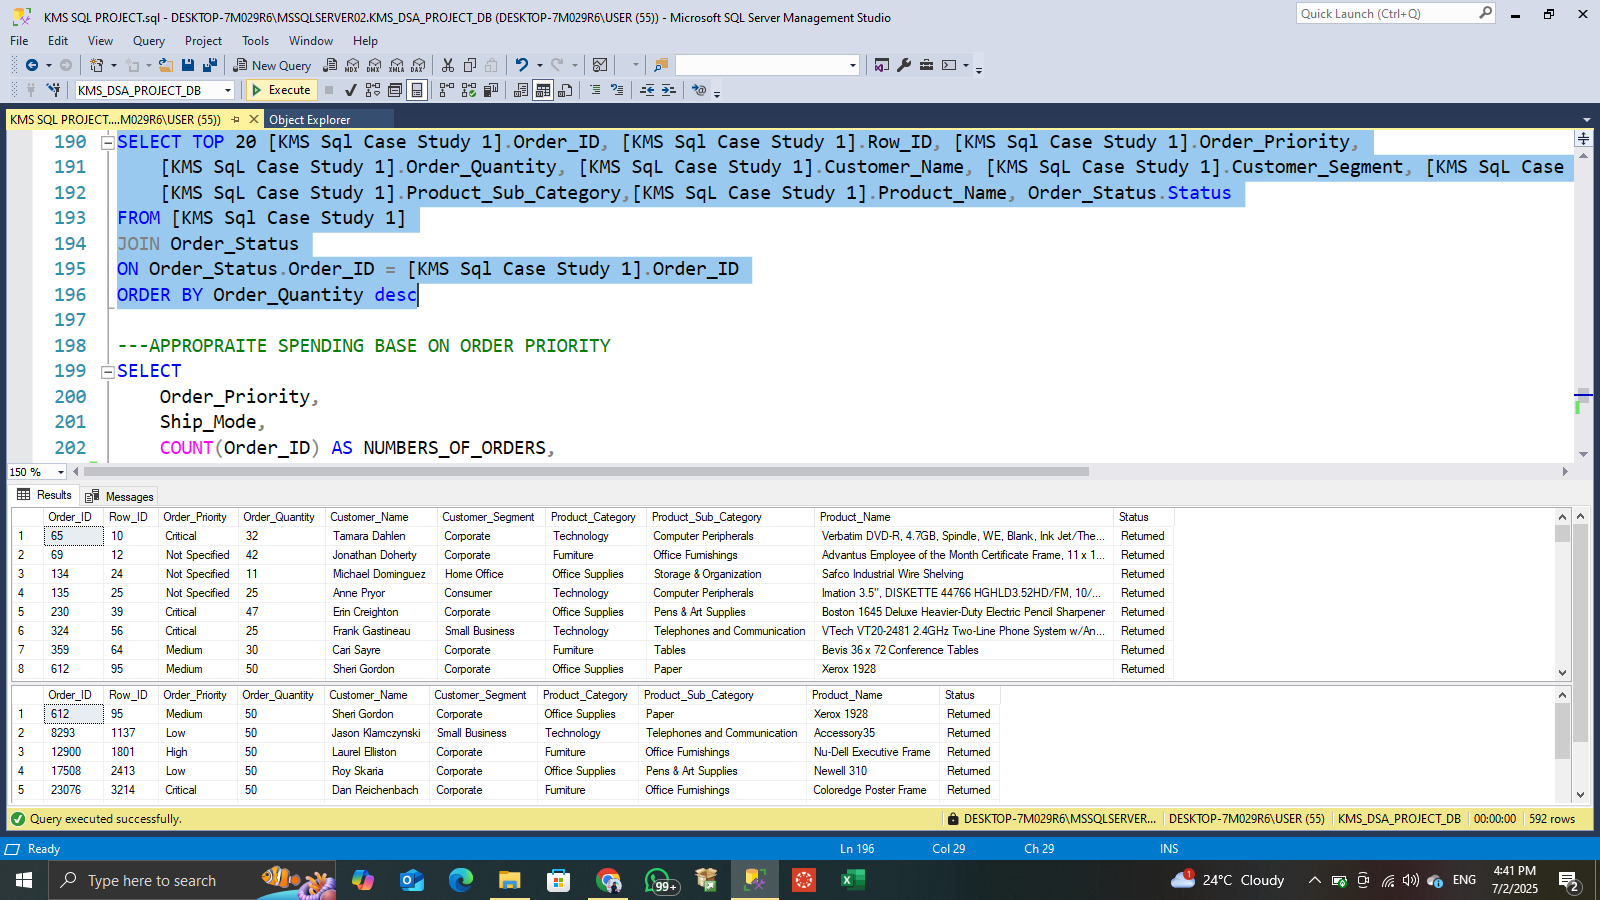 KMS SQL PROJECT.sql - DESKTOP-7M029R6\MSSQLSERVER02.KMS_DSA_PROJECT_DB (DESKTOP-7M029R6\USER (55)) - Microsoft SQL Server Management Studio
Quick Launch (Ctrl+Q)
File Edit View Query Project Tools Window Help
New Query MDX DMX XMLA DAX
KMS_DSA_PROJECT_DB Execute
KMS SQL PROJECT....M029R6\USER (55)) Object Explorer
190 SELECT TOP 20 [KMS Sql Case Study 1].Order_ID, [KMS Sql Case Study 1].Row_ID, [KMS Sql Case Study 1].Order_Priority,
191 [KMS SqL Case Study 1].Order_Quantity, [KMS SqL Case Study 1].Customer_Name, [KMS SqL Case Study 1].Customer_Segment, [KMS SqL Case
192 [KMS SqL Case Study 1].Product_Sub_Category,[KMS SqL Case Study 1].Product_Name, Order_Status.Status
193 FROM [KMS Sql Case Study 1]
194 JOIN Order_Status
195 ON Order_Status.Order_ID = [KMS Sql Case Study 1].Order_ID
196 ORDER BY Order_Quantity desc
197
198 ---APPROPRAITE SPENDING BASE ON ORDER PRIORITY
199 SELECT
200 Order_Priority,
201 Ship_Mode,
202 COUNT(Order_ID) AS NUMBERS_OF_ORDERS,
150 %
Results Messages
Order_ID Row_ID Order_Priority Order_Quantity Customer_Name Customer_Segment Product_Category Product_Sub_Category Product_Name Status
1 65 10 Critical 32 Tamara Dahlen Corporate Technology Computer Peripherals Verbatim DVD-R, 4.7GB, Spindle, WE, Blank, Ink Jet/The... Returned
2 69 12 Not Specified 42 Jonathan Doherty Corporate Furniture Office Furnishings Advantus Employee of the Month Certificate Frame, 11 x 1... Returned
3 134 24 Not Specified 11 Michael Dominguez Home Office Office Supplies Storage & Organization Safco Industrial Wire Shelving Returned
4 135 25 Not Specified 25 Anne Pryor Consumer Technology Computer Peripherals Imation 3.5", DISKETTE 44766 HGHLD3.52HD/FM, 10/... Returned
5 230 39 Critical 47 Erin Creighton Corporate Office Supplies Pens & Art Supplies Boston 1645 Deluxe Heavier-Duty Electric Pencil Sharpener Returned
6 324 56 Critical 25 Frank Gastineau Small Business Technology Telephones and Communication VTech VT20-2481 2.4GHz Two-Line Phone System w/An... Returned
7 359 64 Medium 30 Cari Sayre Corporate Furniture Tables Bevis 36 x 72 Conference Tables Returned
8 612 95 Medium 50 Sheri Gordon Corporate Office Supplies Paper Xerox 1928 Returned
Order_ID Row_ID Order_Priority Order_Quantity Customer_Name Customer_Segment Product_Category Product_Sub_Category Product_Name Status
1 612 95 Medium 50 Sheri Gordon Corporate Office Supplies Paper Xerox 1928 Returned
2 8293 1137 Low 50 Jason Klamczynski Small Business Technology Telephones and Communication Accessory35 Returned
3 12900 1801 High 50 Laurel Elliston Corporate Furniture Office Furnishings Nu-Dell Executive Frame Returned
4 17508 2413 Low 50 Roy Skaria Corporate Office Supplies Pens & Art Supplies Newell 310 Returned
5 23076 3214 Critical 50 Dan Reichenbach Corporate Furniture Office Furnishings Coloredge Poster Frame Returned
Query executed successfully. DESKTOP-7M029R6\MSSQLSERVER... DESKTOP-7M029R6\USER (55) KMS_DSA_PROJECT_DB 00:00:00 592 rows
Ready Ln 196 Col 29 Ch 29 INS
Type here to search 99+ 1 24°C Cloudy ENG 4:41 PM
7/2/2025 2